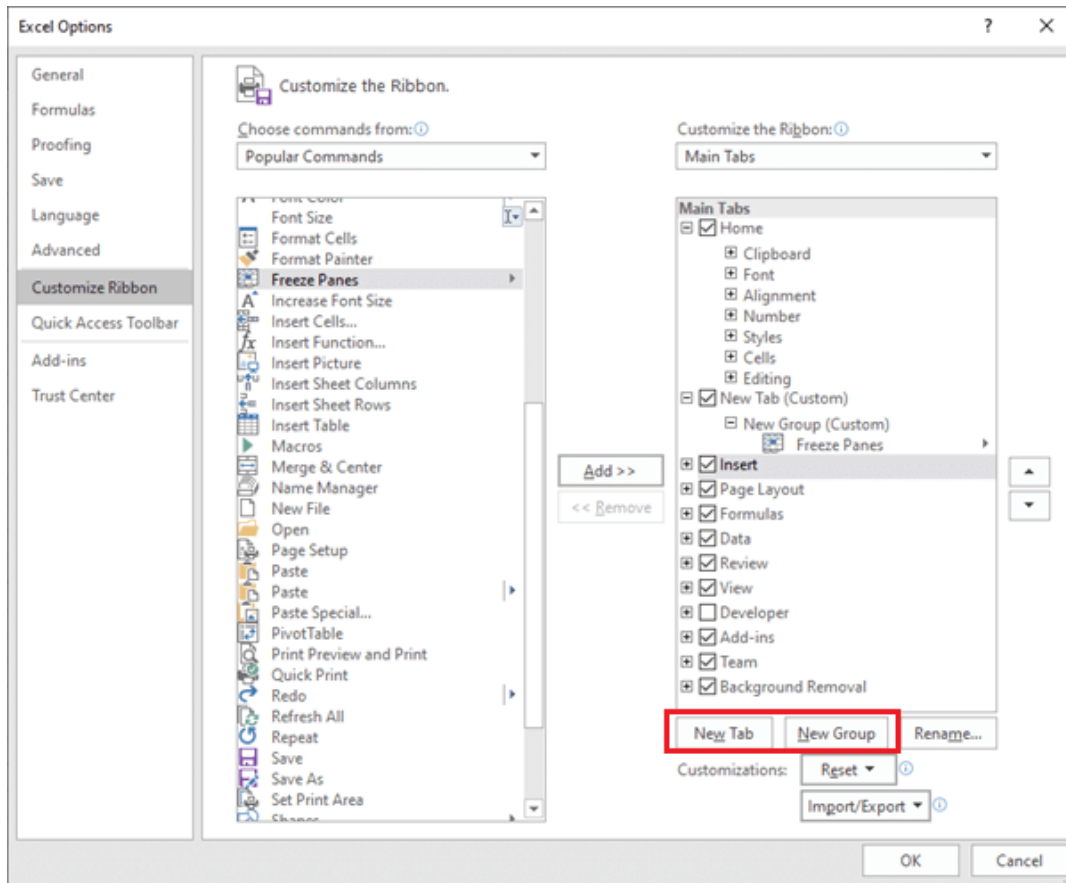 Excel Options
?
General
Formulas
Proofing
Save
Language
Advanced
Customize Ribbon
Quick Access Toolbar
Add-ins
Trust Center
Customize the Ribbon.
Choose commands from:
Popular Commands
Font Color
Font Size
Format Cells
Format Painter
Freeze Panes
Increase Font Size
Insert Cells...
Insert Function...
Insert Picture
Insert Sheet Columns
Insert Sheet Rows
Insert Table
Macros
Merge & Center
Name Manager
New File
Open
Page Setup
Paste
Paste
Paste Special...
PivotTable
Print Preview and Print
Quick Print
Redo
Refresh All
Repeat
Save
Save As
Set Print Area
Shapes
Add >>
<< Remove
Customize the Ribbon:
Main Tabs
Main Tabs
Home
Clipboard
Font
Alignment
Number
Styles
Cells
Editing
New Tab (Custom)
New Group (Custom)
Freeze Panes
Insert
Page Layout
Formulas
Data
Review
View
Developer
Add-ins
Team
Background Removal
New Tab New Group Rename...
Customizations: Reset
Import/Export
OK Cancel